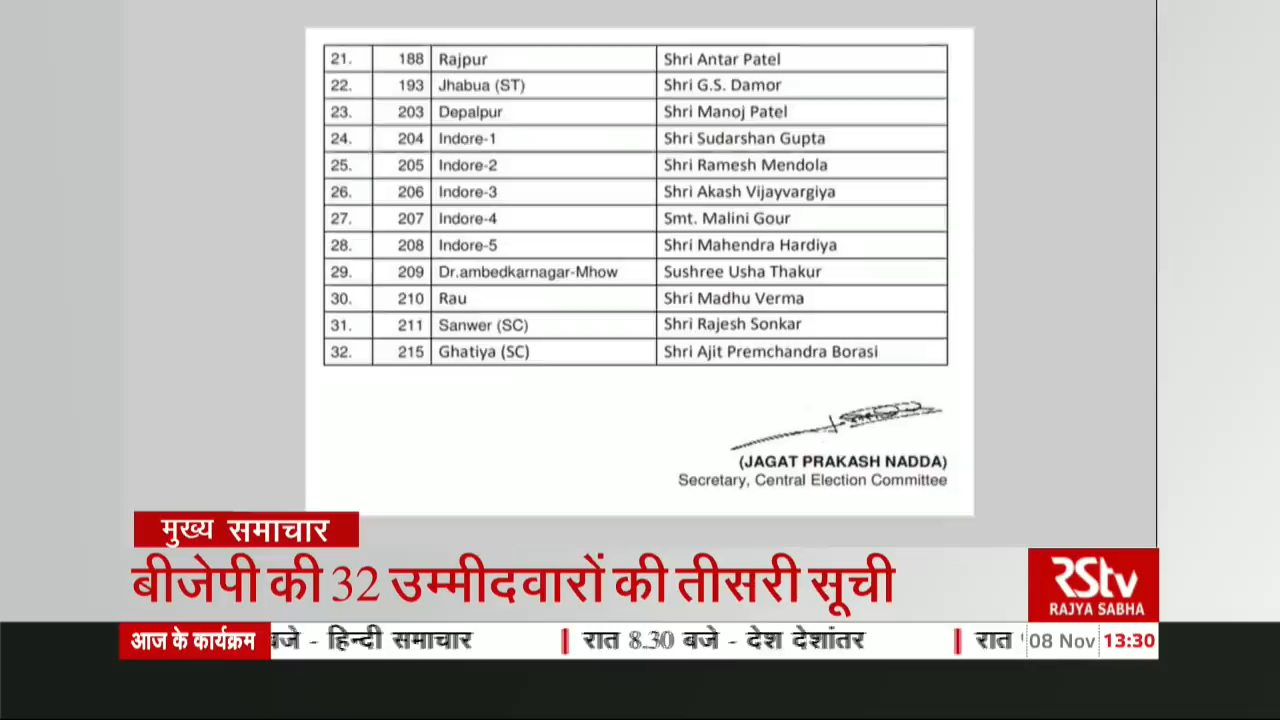 21. 188 Rajpur Shri Antar Patel
22. 193 Jhabua (ST) Shri G.S. Damor
23. 203 Depalpur Shri Manoj Patel
24. 204 Indore-1 Shri Sudarshan Gupta
25. 205 Indore-2 Shri Ramesh Mendola
26. 206 Indore-3 Shri Akash Vijayvargiya
27. 207 Indore-4 Smt. Malini Gour
28. 208 Indore-5 Shri Mahendra Hardiya
29. 209 Dr.ambedkarnagar-Mhow Sushree Usha Thakur
30. 210 Rau Shri Madhu Verma
31. 211 Sanwer (SC) Shri Rajesh Sonkar
32. 215 Ghatiya (SC) Shri Ajit Premchandra Borasi
(JAGAT PRAKASH NADDA)
Secretary, Central Election Committee
मुख्य समाचार
बीजेपी की 32 उम्मीदवारों की तीसरी सूची
RStv
RAJYA SABHA
आज के कार्यक्रम बजे - हिन्दी समाचार | रात 8.30 बजे - देश देशांतर | रात 08 Nov 13:30